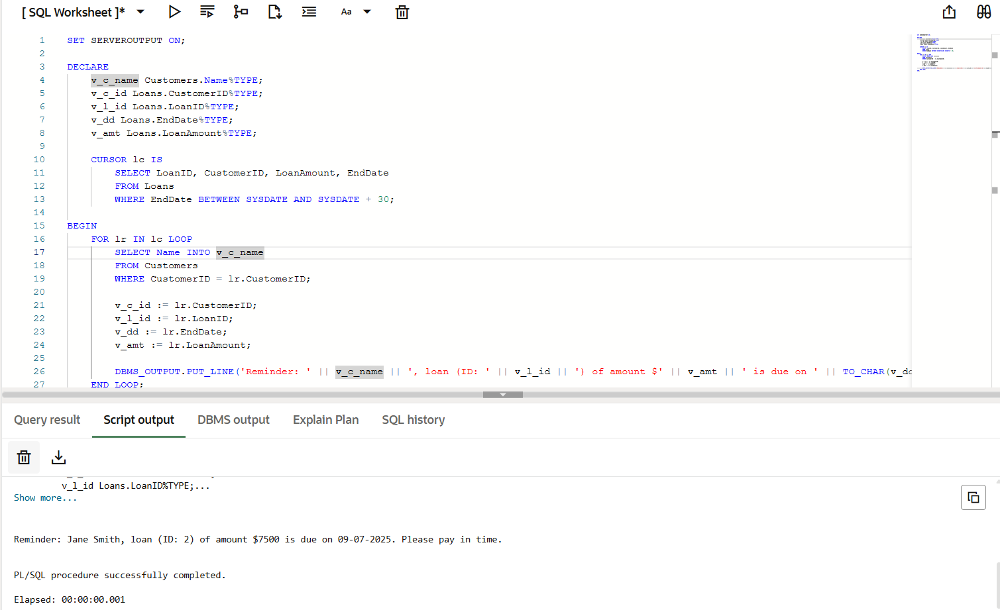 [ SQL Worksheet ]*
Aa
1 SET SERVEROUTPUT ON;
2
3 DECLARE
4 v_c_name Customers.Name%TYPE;
5 v_c_id Loans.CustomerID%TYPE;
6 v_l_id Loans.LoanID%TYPE;
7 v_dd Loans.EndDate%TYPE;
8 v_amt Loans.LoanAmount%TYPE;
9
10 CURSOR lc IS
11 SELECT LoanID, CustomerID, LoanAmount, EndDate
12 FROM Loans
13 WHERE EndDate BETWEEN SYSDATE AND SYSDATE + 30;
14
15 BEGIN
16 FOR lr IN lc LOOP
17 SELECT Name INTO v_c_name
18 FROM Customers
19 WHERE CustomerID = lr.CustomerID;
20
21 v_c_id := lr.CustomerID;
22 v_l_id := lr.LoanID;
23 v_dd := lr.EndDate;
24 v_amt := lr.LoanAmount;
25
26 DBMS_OUTPUT.PUT_LINE('Reminder: ' || v_c_name || ', loan (ID: ' || v_l_id || ') of amount $' || v_amt || ' is due on ' || TO_CHAR(v_dd
27 END LOOP;
Query result Script output DBMS output Explain Plan SQL history
v_l_id Loans.LoanID%TYPE;...
Show more...
Reminder: Jane Smith, loan (ID: 2) of amount $7500 is due on 09-07-2025. Please pay in time.
PL/SQL procedure successfully completed.
Elapsed: 00:00:00.001